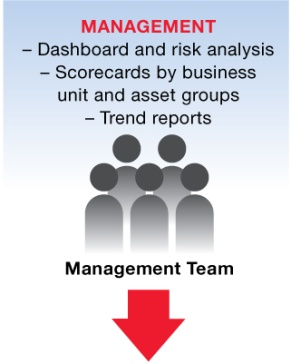 MANAGEMENT
– Dashboard and risk analysis
– Scorecards by business
unit and asset groups
– Trend reports
Management Team